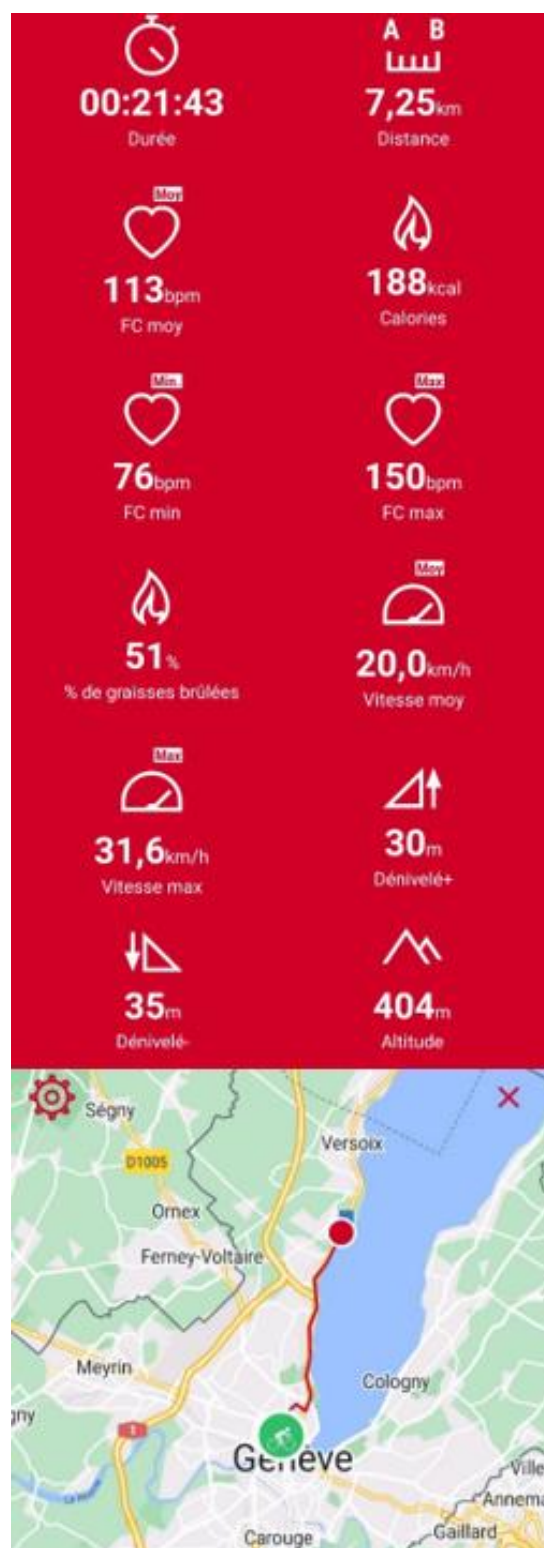 A B
00:21:43
7,25km
Durée
Distance
Moy
113bpm
188kcal
FC moy
Calories
Min.
Max
76bpm
150bpm
FC min
FC max
Moy
51%
20,0km/h
% de graisses brûlées
Vitesse moy
Max
31,6km/h
30m
Vitesse max
Dénivelé+
35m
404m
Dénivelé-
Altitude
Ségny
Versoix
D1005
Ornex
Ferney-Voltaire
Meyrin
Cologny
gny
1
Genève
Ville
Annema
Carouge
Gaillard